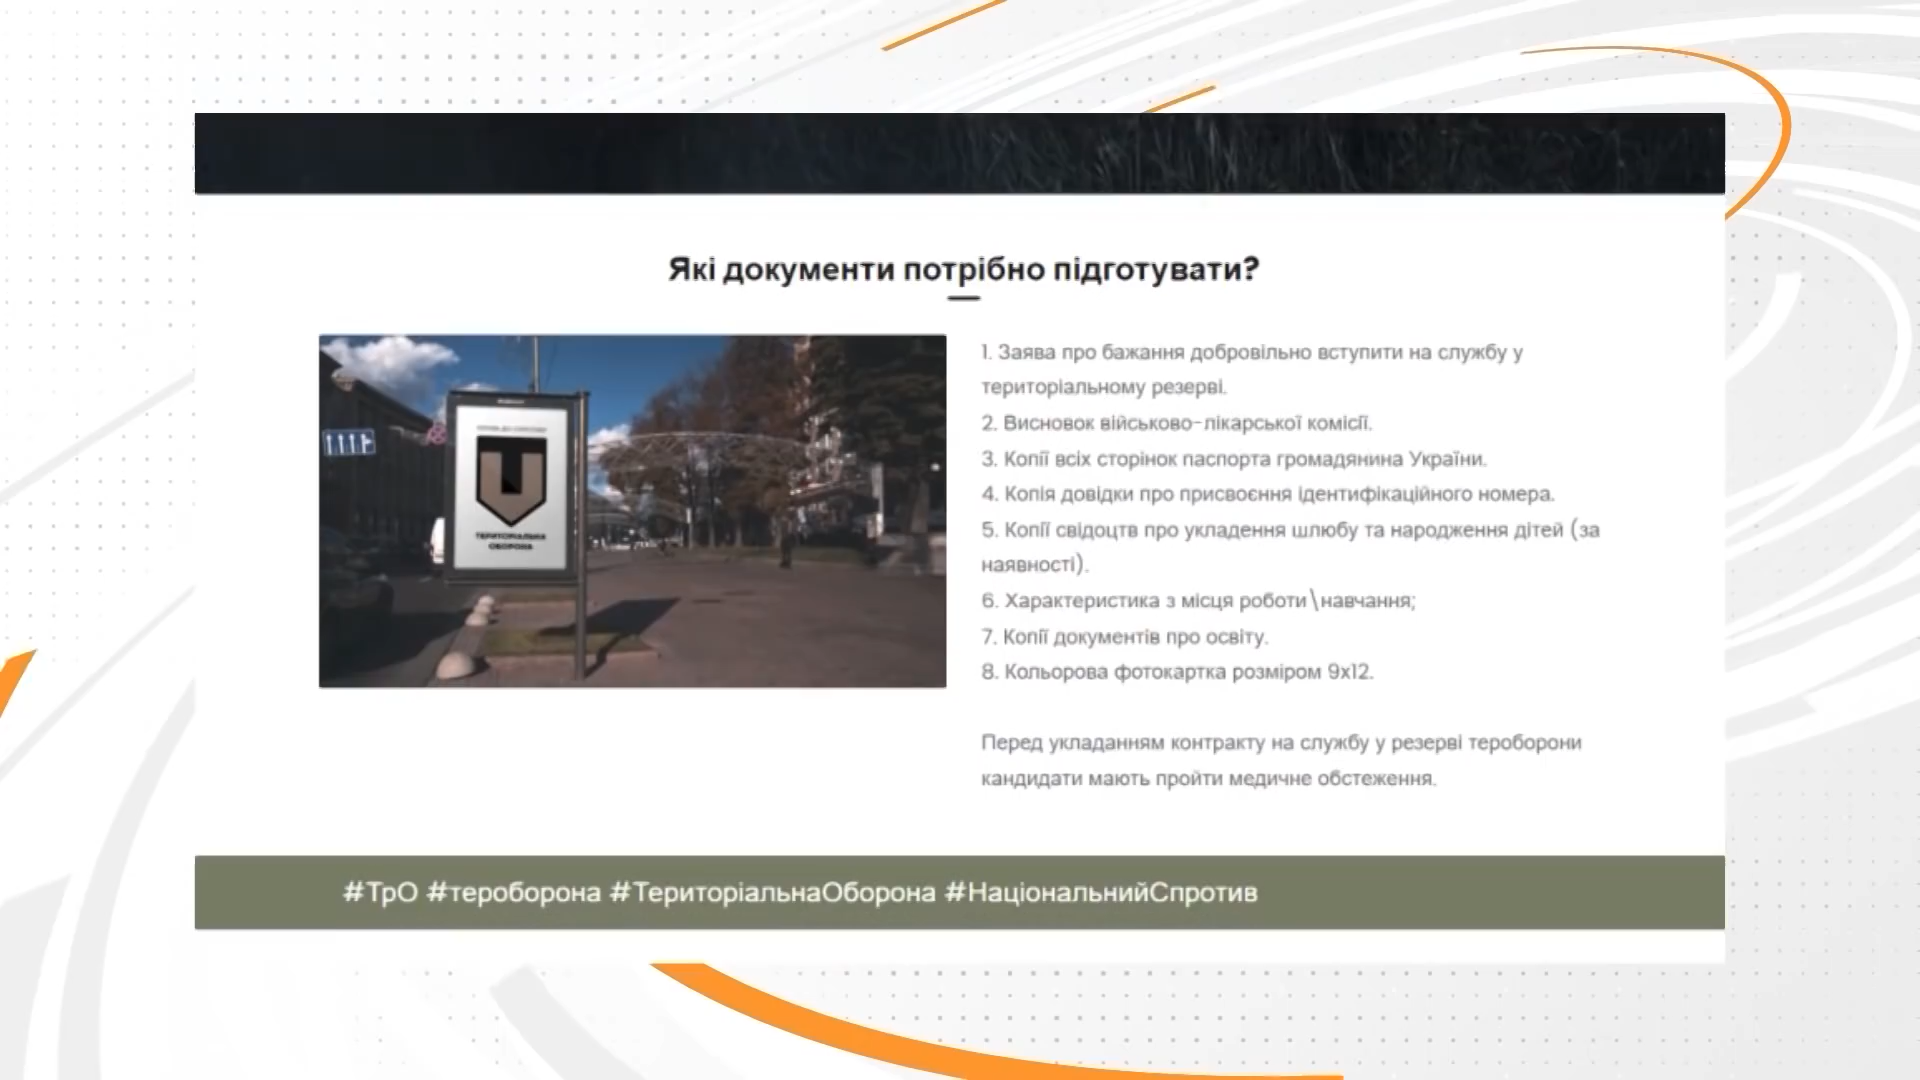 Які документи потрібно підготувати?
ТЕРИТОРІАЛЬНА
ОБОРОНА
1. Заява про бажання добровільно вступити на службу у
територіальному резерві.
2. Висновок військово-лікарської комісії.
3. Копії всіх сторінок паспорта громадянина України.
4. Копія довідки про присвоєння ідентифікаційного номера.
5. Копії свідоцтв про укладення шлюбу та народження дітей (за
наявності).
6. Характеристика з місця роботи\навчання;
7. Копії документів про освіту.
8. Кольорова фотокартка розміром 9х12.
Перед укладанням контракту на службу у резерві тероборони
кандидати мають пройти медичне обстеження.
#ТрО #тероборона #ТериторіальнаОборона #НаціональнийСпротив